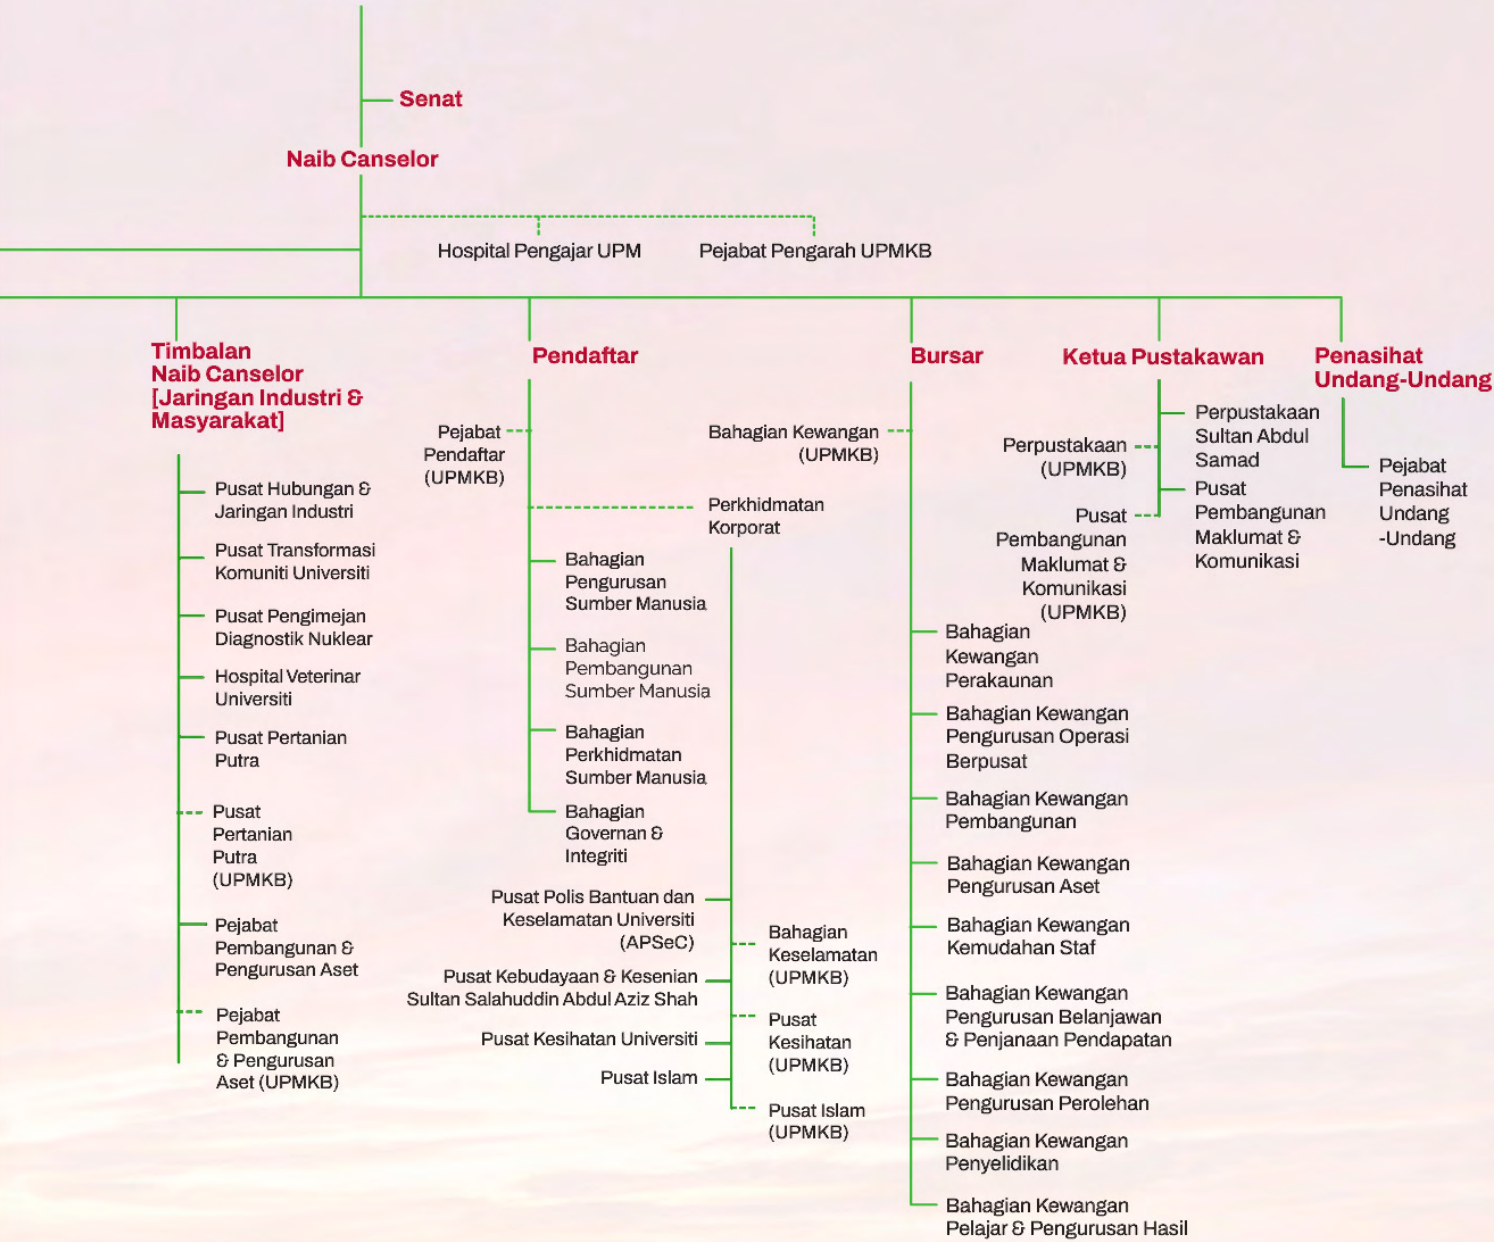 Senat
Naib Canselor
Hospital Pengajar UPM
Pejabat Pengarah UPMKB
Timbalan
Naib Canselor
[Jaringan Industri &
Masyarakat]
Pusat Hubungan &
Jaringan Industri
Pusat Transformasi
Komuniti Universiti
Pusat Pengimejan
Diagnostik Nuklear
Hospital Veterinar
Universiti
Pusat Pertanian
Putra
Pusat
Pertanian
Putra
(UPMKB)
Pejabat
Pembangunan &
Pengurusan Aset
Pejabat
Pembangunan
& Pengurusan
Aset (UPMKB)
Pendaftar
Pejabat
Pendaftar
(UPMKB)
Perkhidmatan
Korporat
Bahagian
Pengurusan
Sumber Manusia
Bahagian
Pembangunan
Sumber Manusia
Bahagian
Perkhidmatan
Sumber Manusia
Bahagian
Governan &
Integriti
Pusat Polis Bantuan dan
Keselamatan Universiti
(APSeC)
Bahagian
Keselamatan
(UPMKB)
Pusat Kebudayaan & Kesenian
Sultan Salahuddin Abdul Aziz Shah
Pusat
Kesihatan
(UPMKB)
Pusat Kesihatan Universiti
Pusat Islam
Pusat Islam
(UPMKB)
Bursar
Bahagian Kewangan
(UPMKB)
Bahagian
Kewangan
Perakaunan
Bahagian Kewangan
Pengurusan Operasi
Berpusat
Bahagian Kewangan
Pembangunan
Bahagian Kewangan
Pengurusan Aset
Bahagian Kewangan
Kemudahan Staf
Bahagian Kewangan
Pengurusan Belanjawan
& Penjanaan Pendapatan
Bahagian Kewangan
Pengurusan Perolehan
Bahagian Kewangan
Penyelidikan
Bahagian Kewangan
Pelajar & Pengurusan Hasil
Ketua Pustakawan
Perpustakaan
Sultan Abdul
Samad
Perpustakaan
(UPMKB)
Pusat
Pembangunan
Maklumat &
Komunikasi
Pusat
Pembangunan
Maklumat &
Komunikasi
(UPMKB)
Penasihat
Undang-Undang
Pejabat
Penasihat
Undang
-Undang